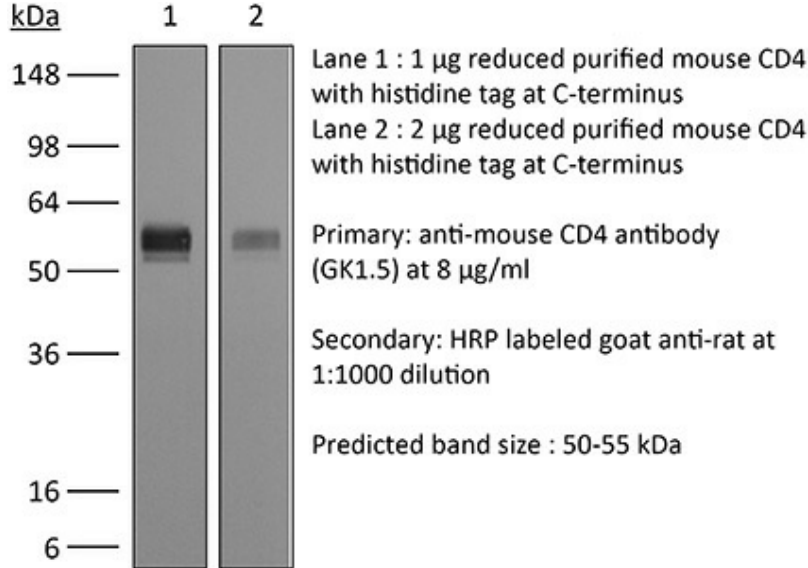 kDa
1 2
148
98
64
50
36
16
6
Lane 1 : 1 µg reduced purified mouse CD4
with histidine tag at C-terminus
Lane 2 : 2 µg reduced purified mouse CD4
with histidine tag at C-terminus
Primary: anti-mouse CD4 antibody
(GK1.5) at 8 µg/ml
Secondary: HRP labeled goat anti-rat at
1:1000 dilution
Predicted band size : 50-55 kDa